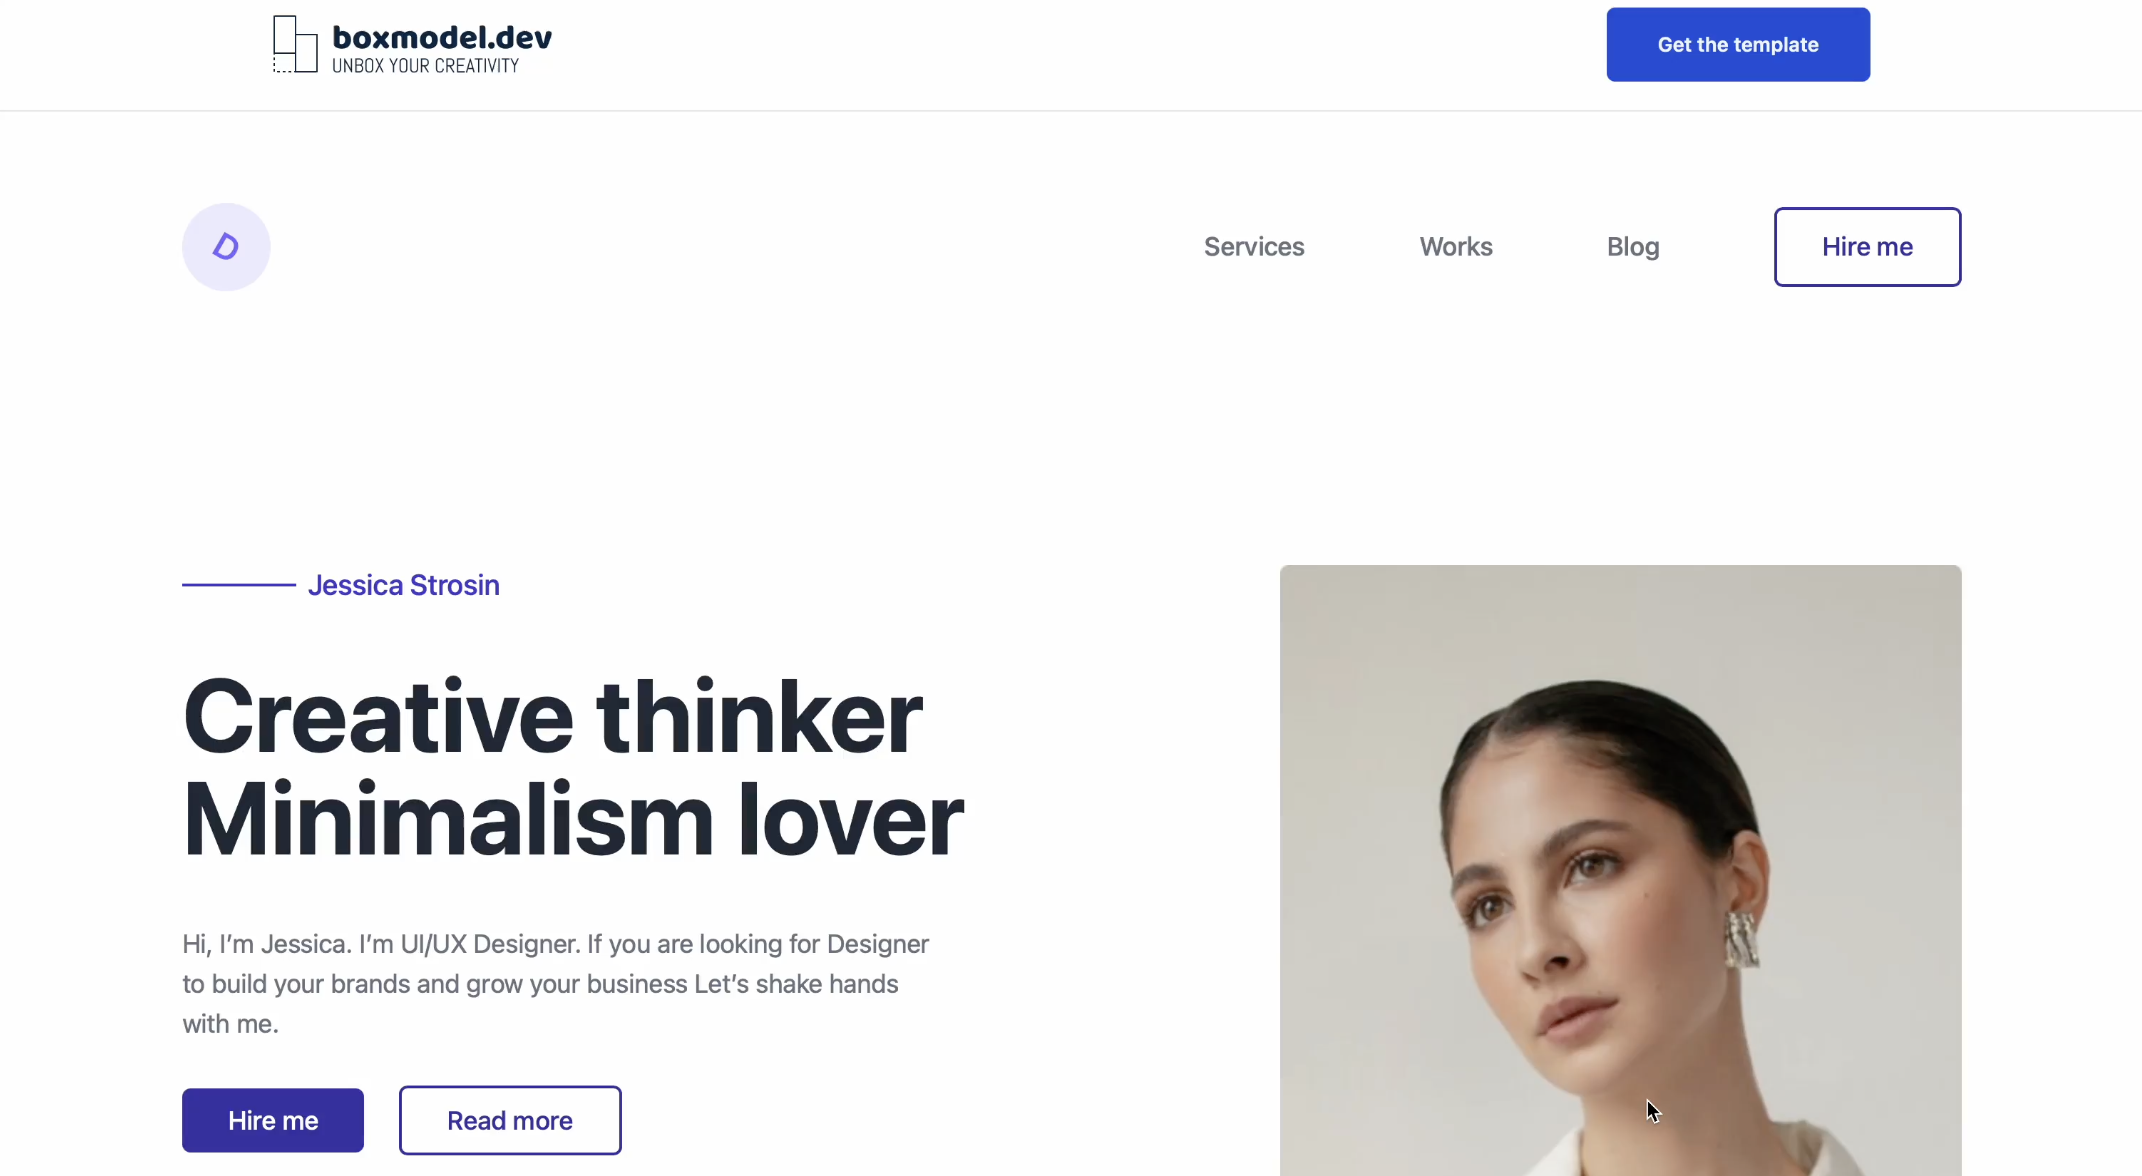 boxmodel.dev
UNBOX YOUR CREATIVITY
Get the template
D
Services
Works
Blog
Hire me
Jessica Strosin
Creative thinker
Minimalism lover
Hi, I’m Jessica. I’m UI/UX Designer. If you are looking for Designer
to build your brands and grow your business Let’s shake hands
with me.
Hire me
Read more